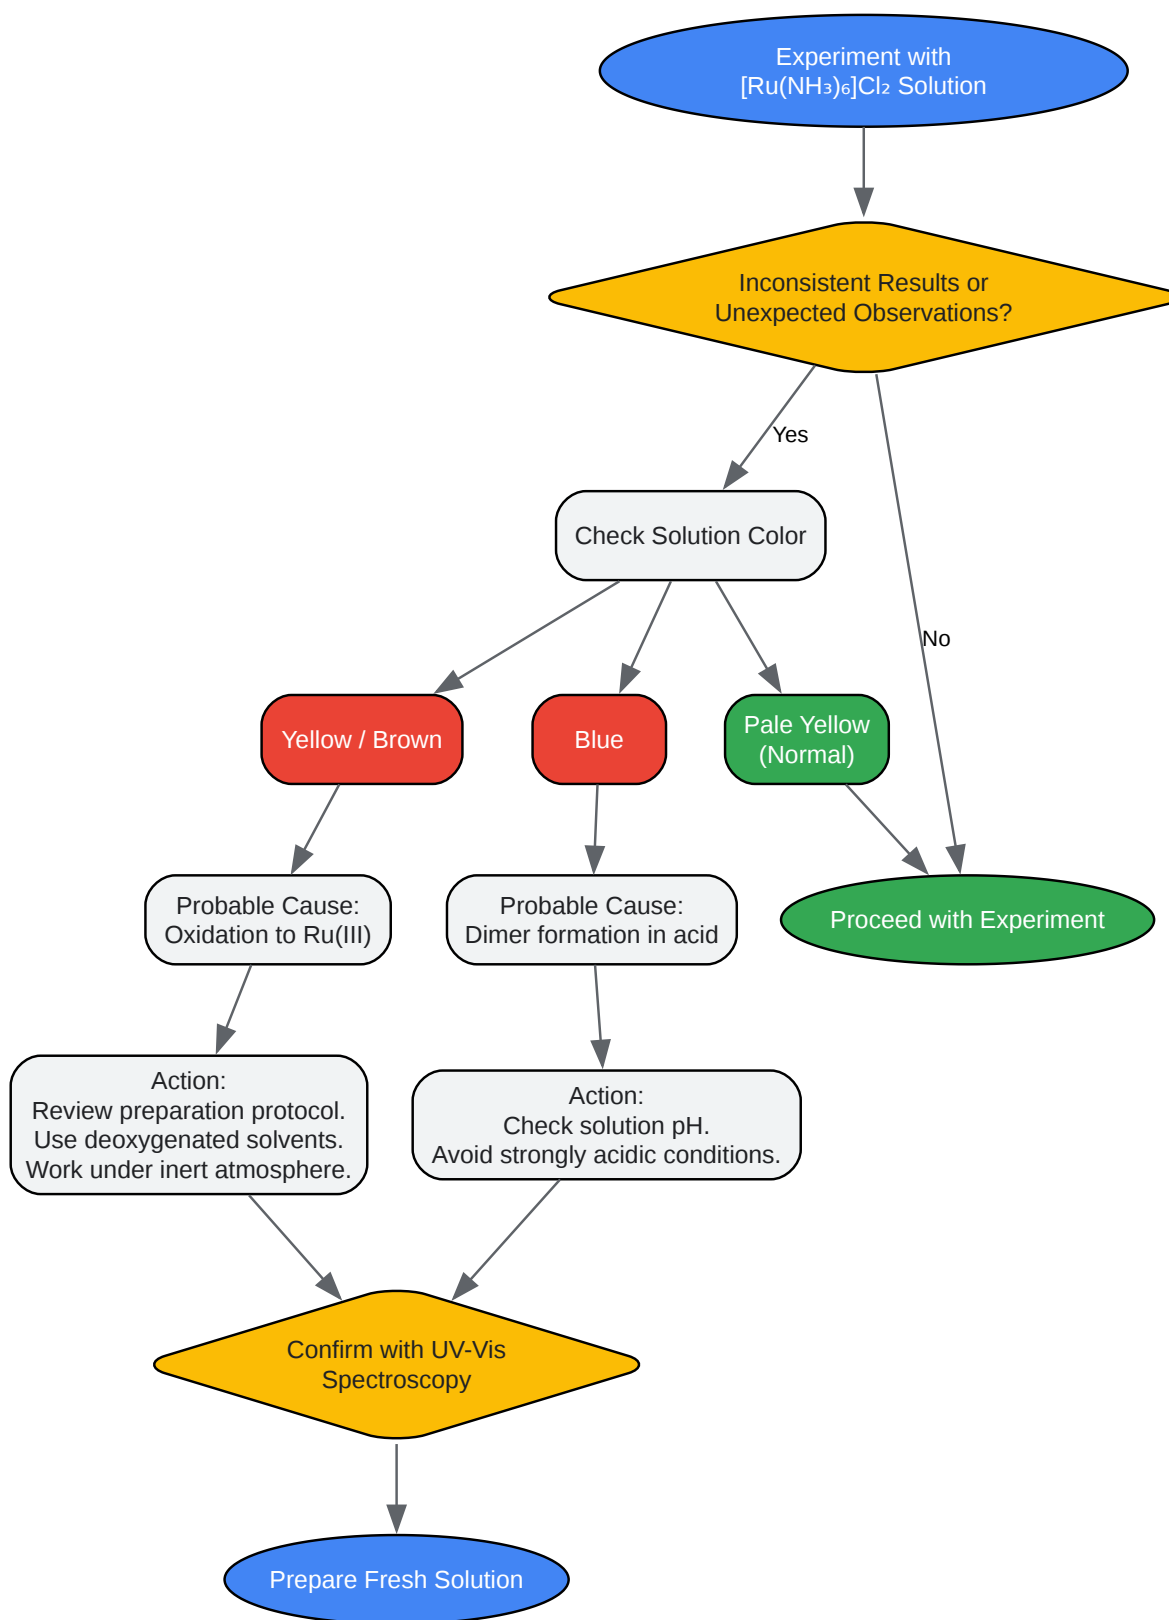 Experiment with
[Ru(NH₃)₆]Cl₂ Solution
Inconsistent Results or
Unexpected Observations?
Yes
Check Solution Color
No
Yellow / Brown
Blue
Pale Yellow
(Normal)
Probable Cause:
Oxidation to Ru(III)
Probable Cause:
Dimer formation in acid
Proceed with Experiment
Action:
Review preparation protocol.
Use deoxygenated solvents.
Work under inert atmosphere.
Action:
Check solution pH.
Avoid strongly acidic conditions.
Confirm with UV-Vis
Spectroscopy
Prepare Fresh Solution